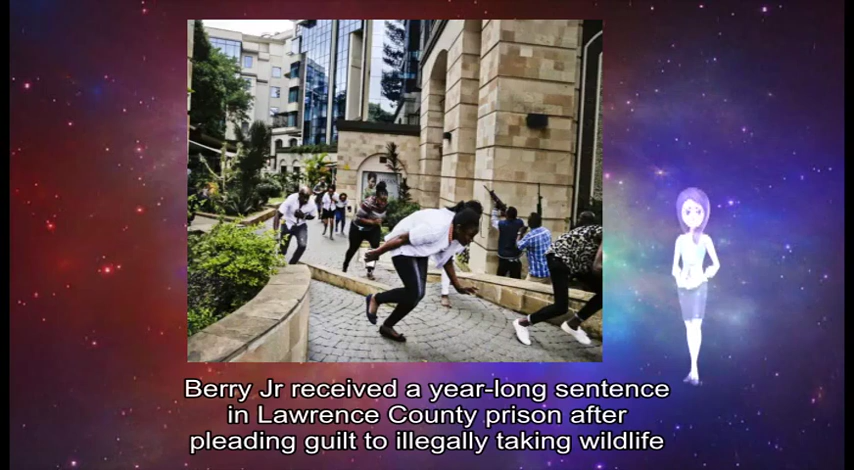 Berry Jr received a year-long sentence
in Lawrence County prison after
pleading guilt to illegally taking wildlife